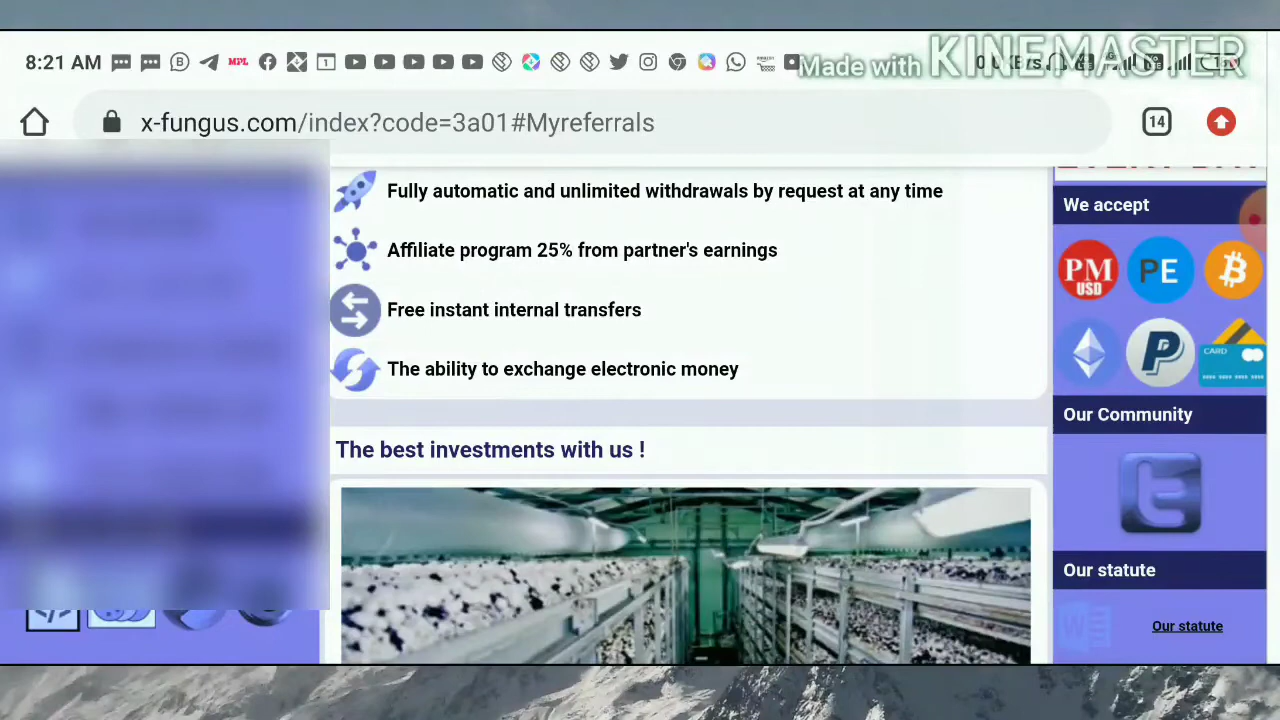 8:21 AM
Made with KINEMASTER
x-fungus.com/index?code=3a01#Myreferrals
14
Fully automatic and unlimited withdrawals by request at any time
Affiliate program 25% from partner's earnings
Free instant internal transfers
The ability to exchange electronic money
The best investments with us !
We accept
PM
USD
PE
CARD
Our Community
Our statute
Our statute